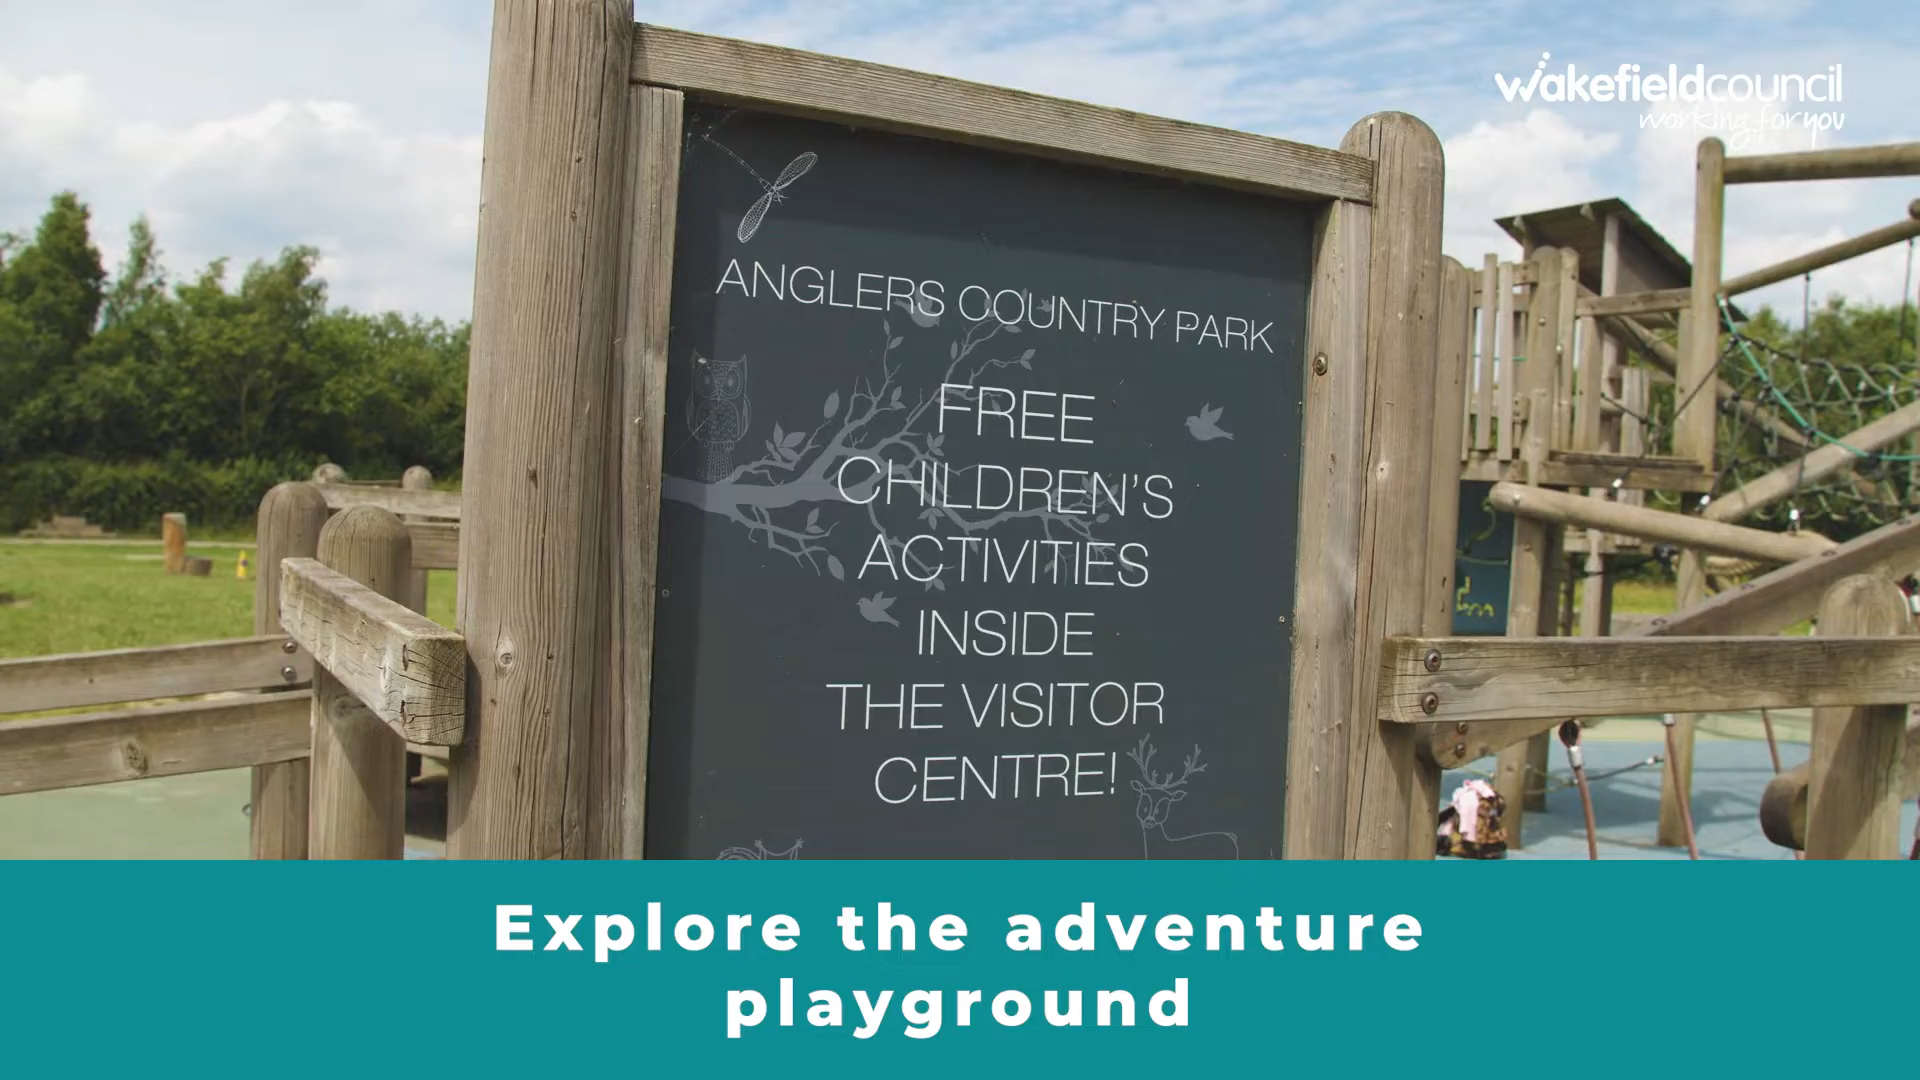 wakefieldcouncil
working for you
ANGLERS COUNTRY PARK
FREE
CHILDREN'S
ACTIVITIES
INSIDE
THE VISITOR
CENTRE!
Explore the adventure
playground